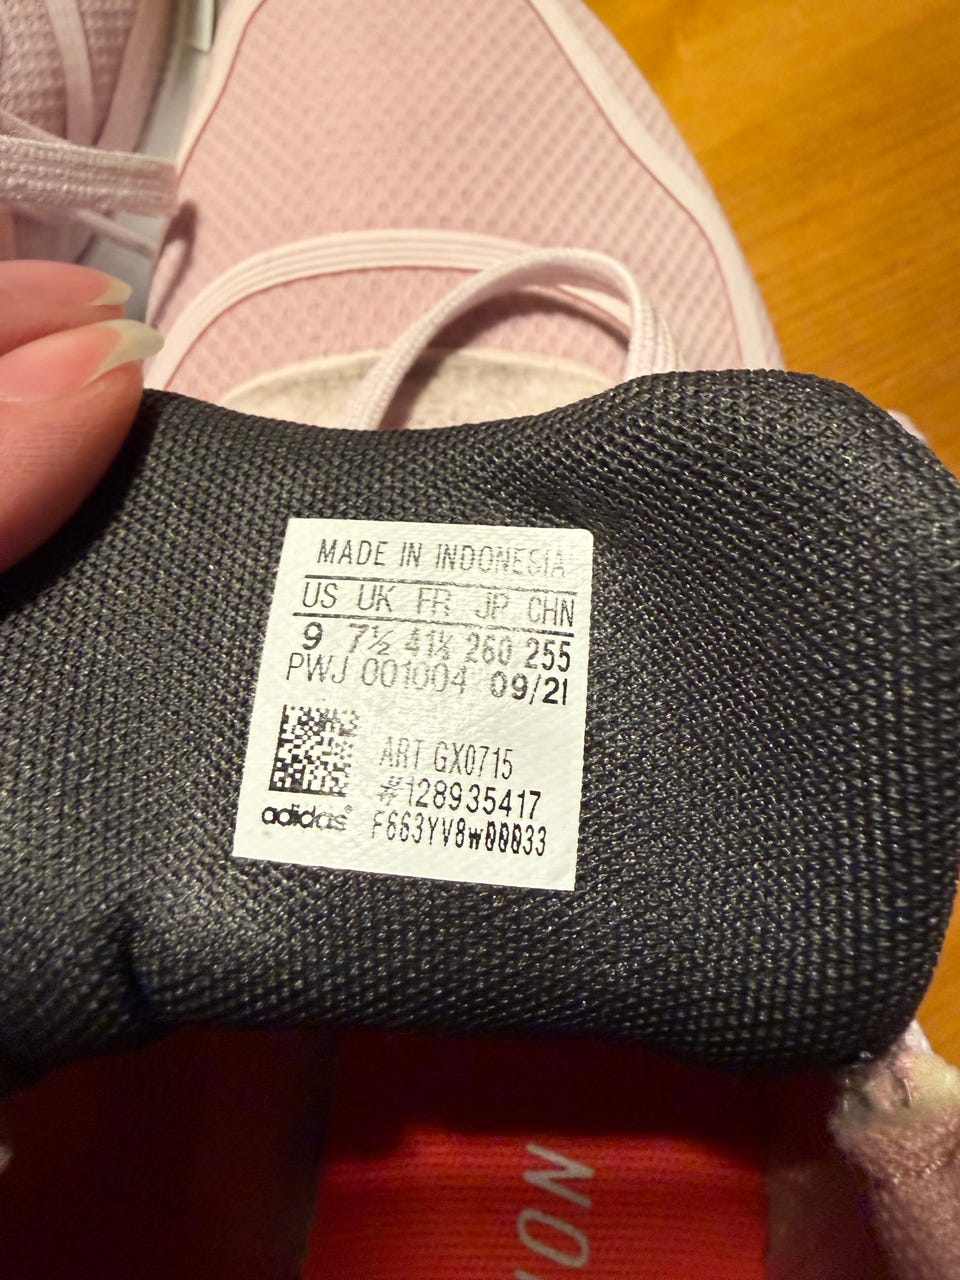 MADE IN INDONESIA
US UK FR JP CHN
9 7½ 41⅓ 260 255
PWJ 001004 09/21
ART GX0715
#128935417
adidas® F663YV8W00033
NO